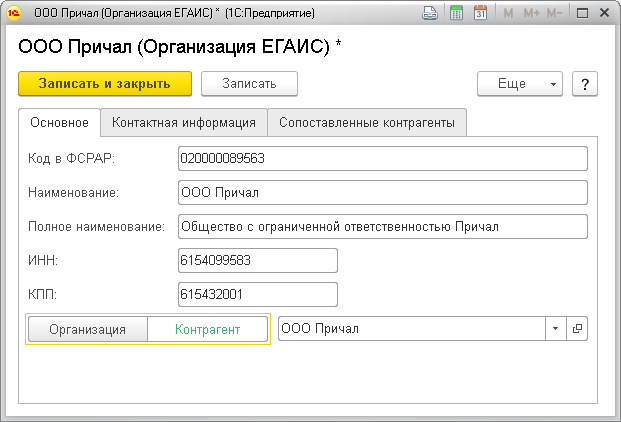 ООО Причал (Организация ЕГАИС) * (1С:Предприятие)
31 M M+ M-
ООО Причал (Организация ЕГАИС) *
Записать и закрыть Записать Еще ?
Основное Контактная информация Сопоставленные контрагенты
Код в ФСРАР: 020000089563
Наименование: ООО Причал
Полное наименование: Общество с ограниченной ответственностью Причал
ИНН: 6154099583
КПП: 615432001
Организация Контрагент ООО Причал